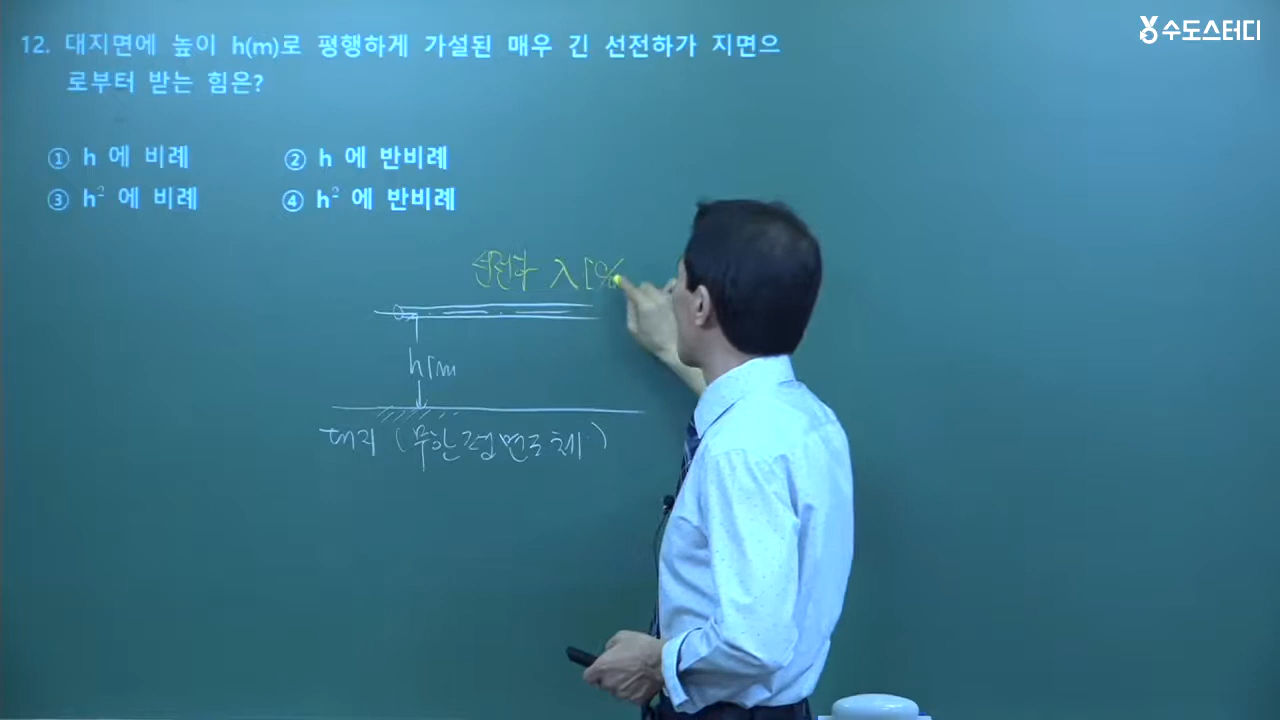 수도스터디
12. 대지면에 높이 h(m)로 평행하게 가설된 매우 긴 선전하가 지면으
로부터 받는 힘은?
① h 에 비례 ② h 에 반비례
③ h² 에 비례 ④ h² 에 반비례
선전하 λ[%
h[m
대지 (무한평면도체)